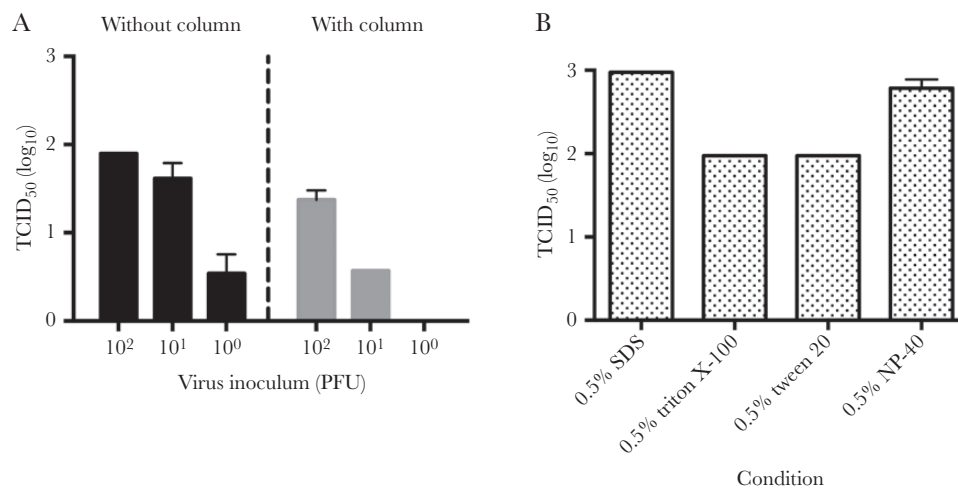 A
Without column
With column
3
2
1
0
TCID₅₀ (log₁₀)
10² 10¹ 10⁰ 10² 10¹ 10⁰
Virus inoculum (PFU)
B
3
2
1
0
TCID₅₀ (log₁₀)
0.5% SDS
0.5% triton X-100
0.5% tween 20
0.5% NP-40
Condition